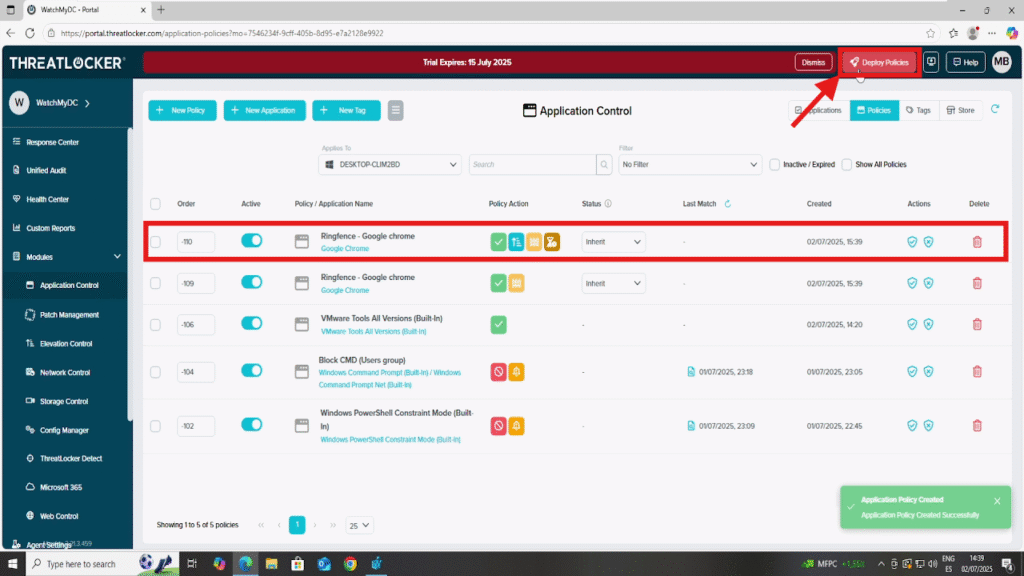 WatchMyDC - Portal
https://portal.threatlocker.com/application-policies?mo=7546234f-9cff-405b-8d95-e7a2128e9922
THREATLOCKER
Trial Expires: 15 July 2025
Dismiss
Deploy Policies
Help
MB
W
WatchMyDC
Response Center
Unified Audit
Health Center
Custom Reports
Modules
Application Control
Patch Management
Elevation Control
Network Control
Storage Control
Config Manager
ThreatLocker Detect
Microsoft 365
Web Control
Agent Settings
New Policy
New Application
New Tag
Application Control
Applications
Policies
Tags
Store
Applies To
DESKTOP-CLIM2BD
Search
Filter
No Filter
Inactive / Expired
Show All Policies
Order
Active
Policy / Application Name
Policy Action
Status
Last Match
Created
Actions
Delete
-110
Ringfence - Google chrome
Google Chrome
Inherit
-
02/07/2025, 15:39
-109
Ringfence - Google chrome
Google Chrome
Inherit
-
02/07/2025, 15:39
-106
VMware Tools All Versions (Built-In)
VMware Tools All Versions (Built-In)
-
-
02/07/2025, 14:20
-104
Block CMD (Users group)
Windows Command Prompt (Built-In) / Windows
Command Prompt Net (Built-In)
-
01/07/2025, 23:18
01/07/2025, 23:05
-102
Windows PowerShell Constraint Mode (Built-
In)
Windows PowerShell Constraint Mode (Built-In)
-
01/07/2025, 23:09
01/07/2025, 22:45
Showing 1 to 5 of 5 policies
1
25
Application Policy Created
Application Policy Created Successfully
Type here to search
MFPC
+1,55%
ENG
ES
14:39
02/07/2025